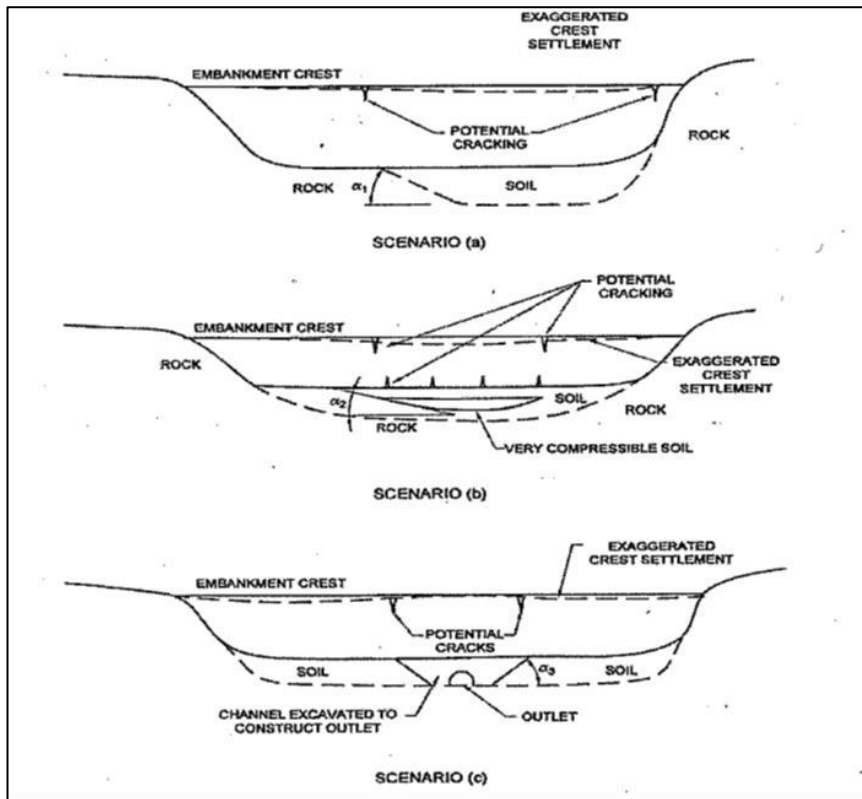 EXAGGERATED
CREST
SETTLEMENT
EMBANKMENT CREST
POTENTIAL
CRACKING
ROCK
ROCK
α₁
SOIL
SCENARIO (a)
POTENTIAL
CRACKING
EMBANKMENT CREST
ROCK
EXAGGERATED
CREST
SETTLEMENT
α₂
SOIL
ROCK
ROCK
VERY COMPRESSIBLE SOIL
SCENARIO (b)
EXAGGERATED
CREST SETTLEMENT
EMBANKMENT CREST
POTENTIAL
CRACKS
SOIL
α₃
SOIL
CHANNEL EXCAVATED TO
CONSTRUCT OUTLET
OUTLET
SCENARIO (c)